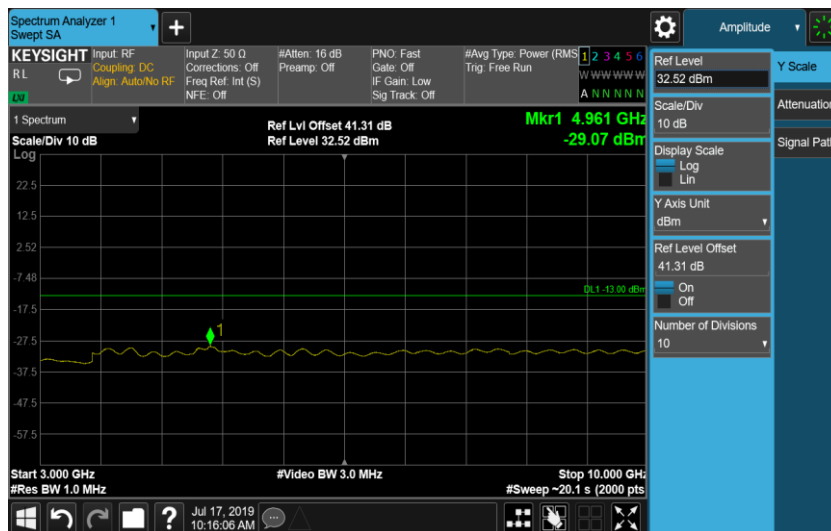 Spectrum Analyzer 1
Swept SA
+
Amplitude
KEYSIGHT
RL
LXI
Input: RF
Coupling: DC
Align: Auto/No RF
Input Z: 50 Ω
Corrections: Off
Freq Ref: Int (S)
NFE: Off
#Atten: 16 dB
Preamp: Off
PNO: Fast
Gate: Off
IF Gain: Low
Sig Track: Off
#Avg Type: Power (RMS
Trig: Free Run
1 2 3 4 5 6
W W W W W W
A N N N N N
1 Spectrum
Scale/Div 10 dB
Ref Lvl Offset 41.31 dB
Ref Level 32.52 dBm
Mkr1 4.961 GHz
-29.07 dBm
Log
22.5
12.5
2.52
-7.48
-17.5
-27.5
-37.5
-47.5
-57.5
DL1 -13.00 dBm
1
Start 3.000 GHz
#Res BW 1.0 MHz
#Video BW 3.0 MHz
Stop 10.000 GHz
#Sweep ~20.1 s (2000 pts
?
Jul 17, 2019
10:16:06 AM
Ref Level
32.52 dBm
Scale/Div
10 dB
Display Scale
Log
Lin
Y Axis Unit
dBm
Ref Level Offset
41.31 dB
On
Off
Number of Divisions
10
Y Scale
Attenuation
Signal Path